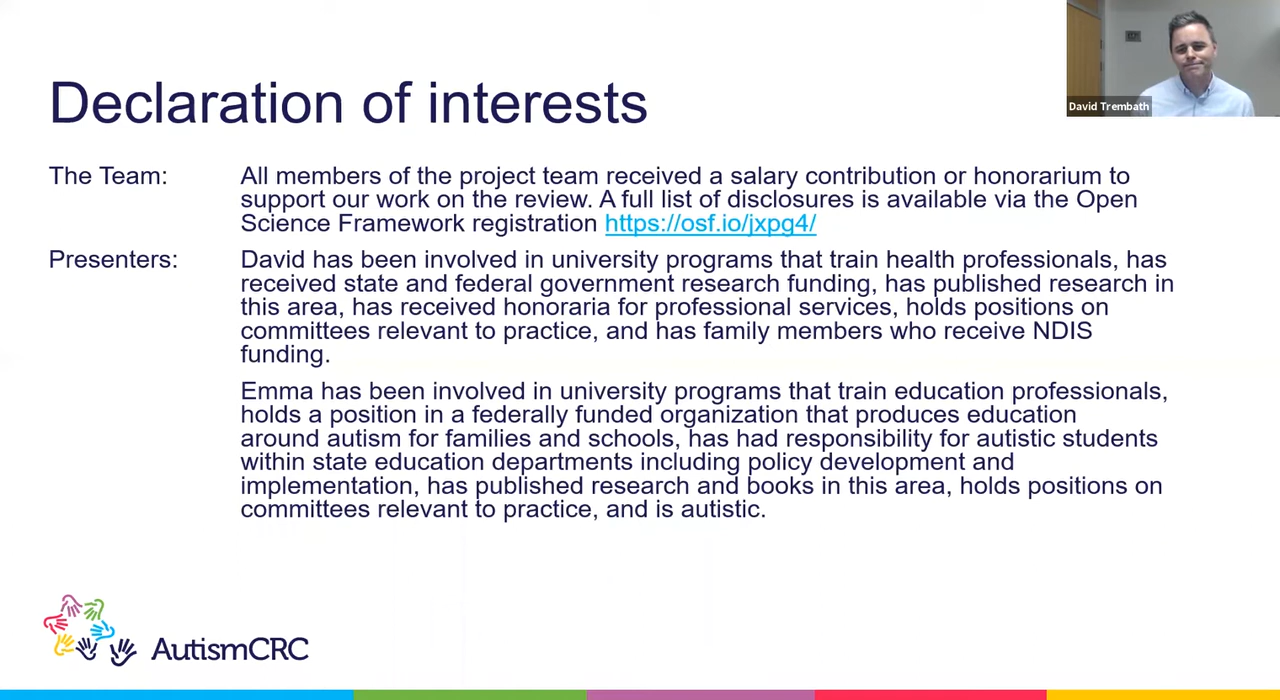 Declaration of interests
David Trembath
The Team:
All members of the project team received a salary contribution or honorarium to
support our work on the review. A full list of disclosures is available via the Open
Science Framework registration https://osf.io/jxpg4/
Presenters:
David has been involved in university programs that train health professionals, has
received state and federal government research funding, has published research in
this area, has received honoraria for professional services, holds positions on
committees relevant to practice, and has family members who receive NDIS
funding.
Emma has been involved in university programs that train education professionals,
holds a position in a federally funded organization that produces education
around autism for families and schools, has had responsibility for autistic students
within state education departments including policy development and
implementation, has published research and books in this area, holds positions on
committees relevant to practice, and is autistic.
AutismCRC